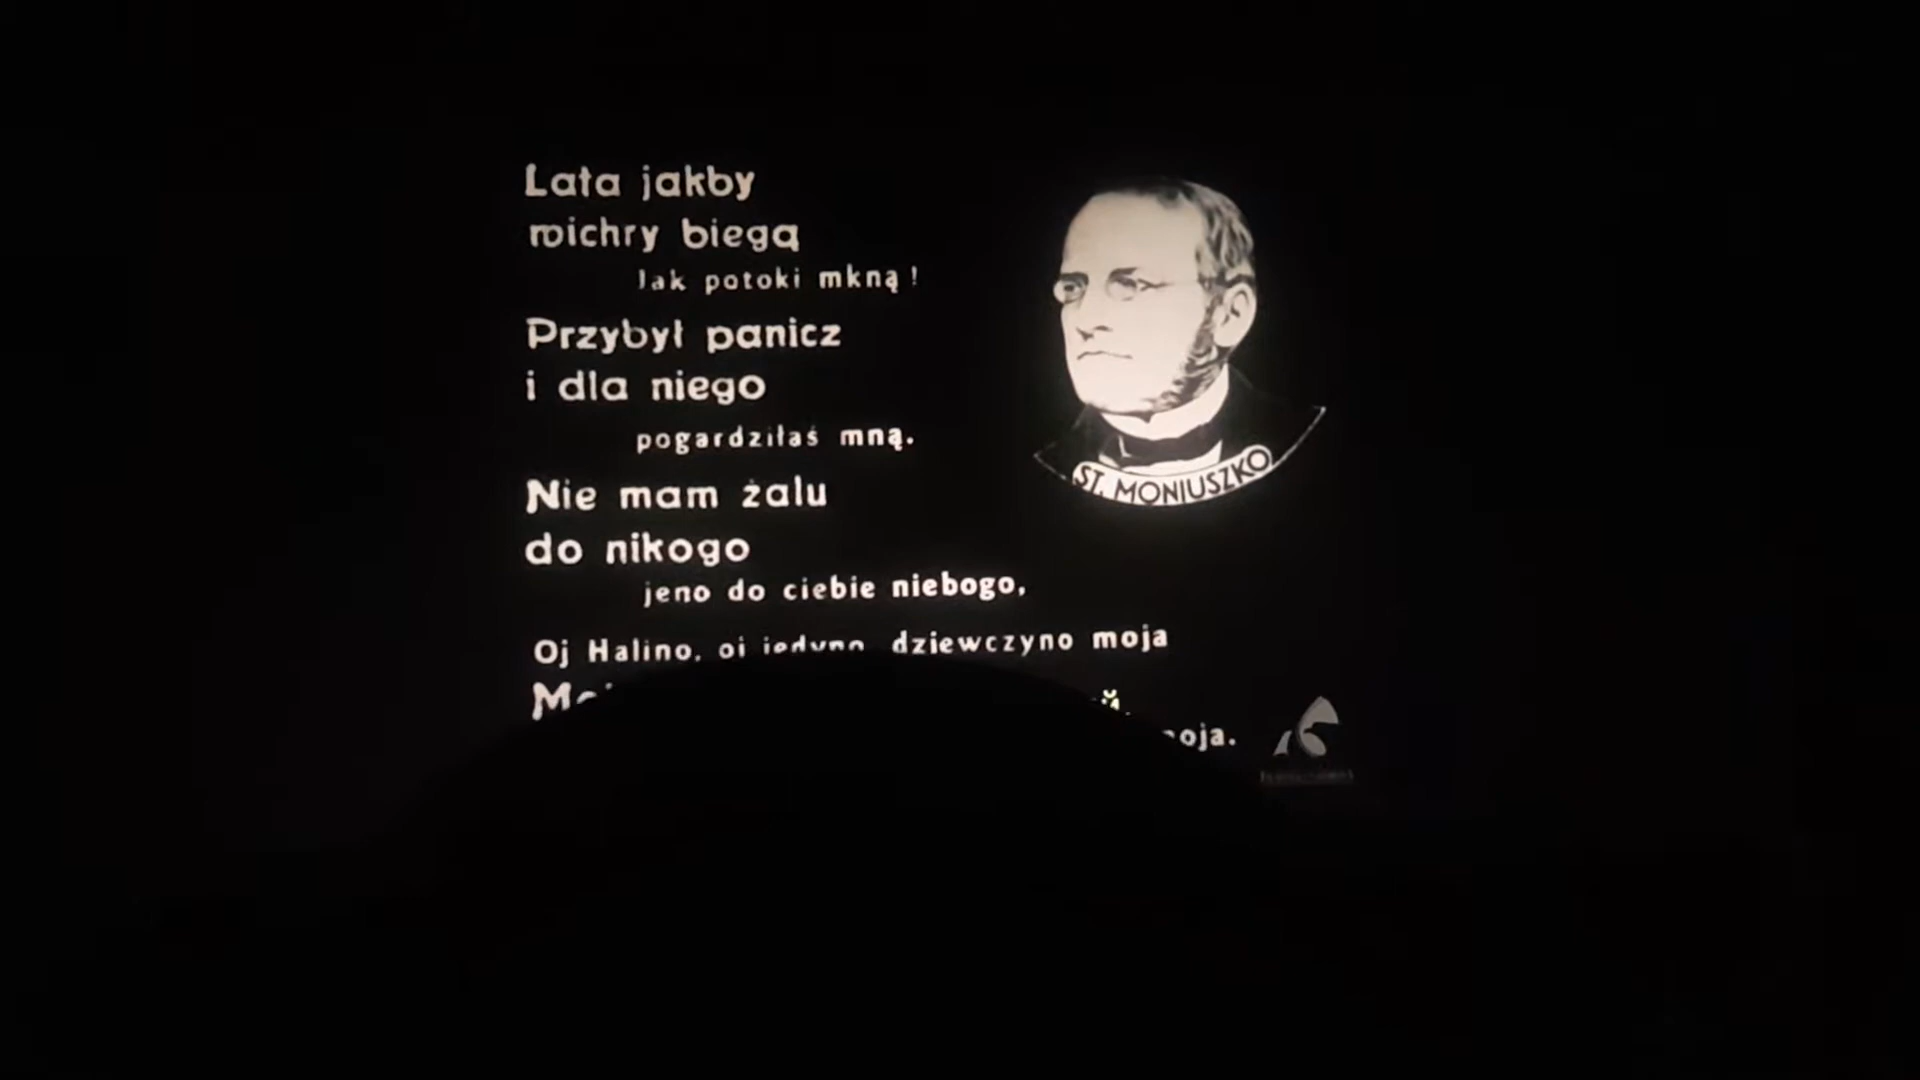 Lata jakby
wichry biegą
Jak potoki mkną!
Przybył panicz
i dla niego
pogardziłaś mną.
Nie mam żalu
do nikogo
jeno do ciebie niebogo,
Oj Halino, oj jedyno dziewczyno moja
ST. MONIUSZKO